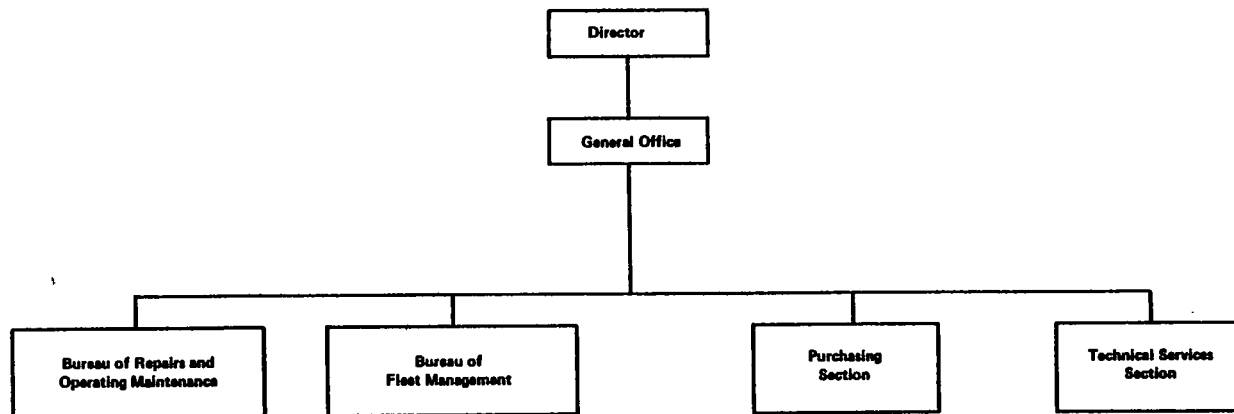 Director
General Office
Bureau of Repairs and
Operating Maintenance
Bureau of
Fleet Management
Purchasing
Section
Technical Services
Section